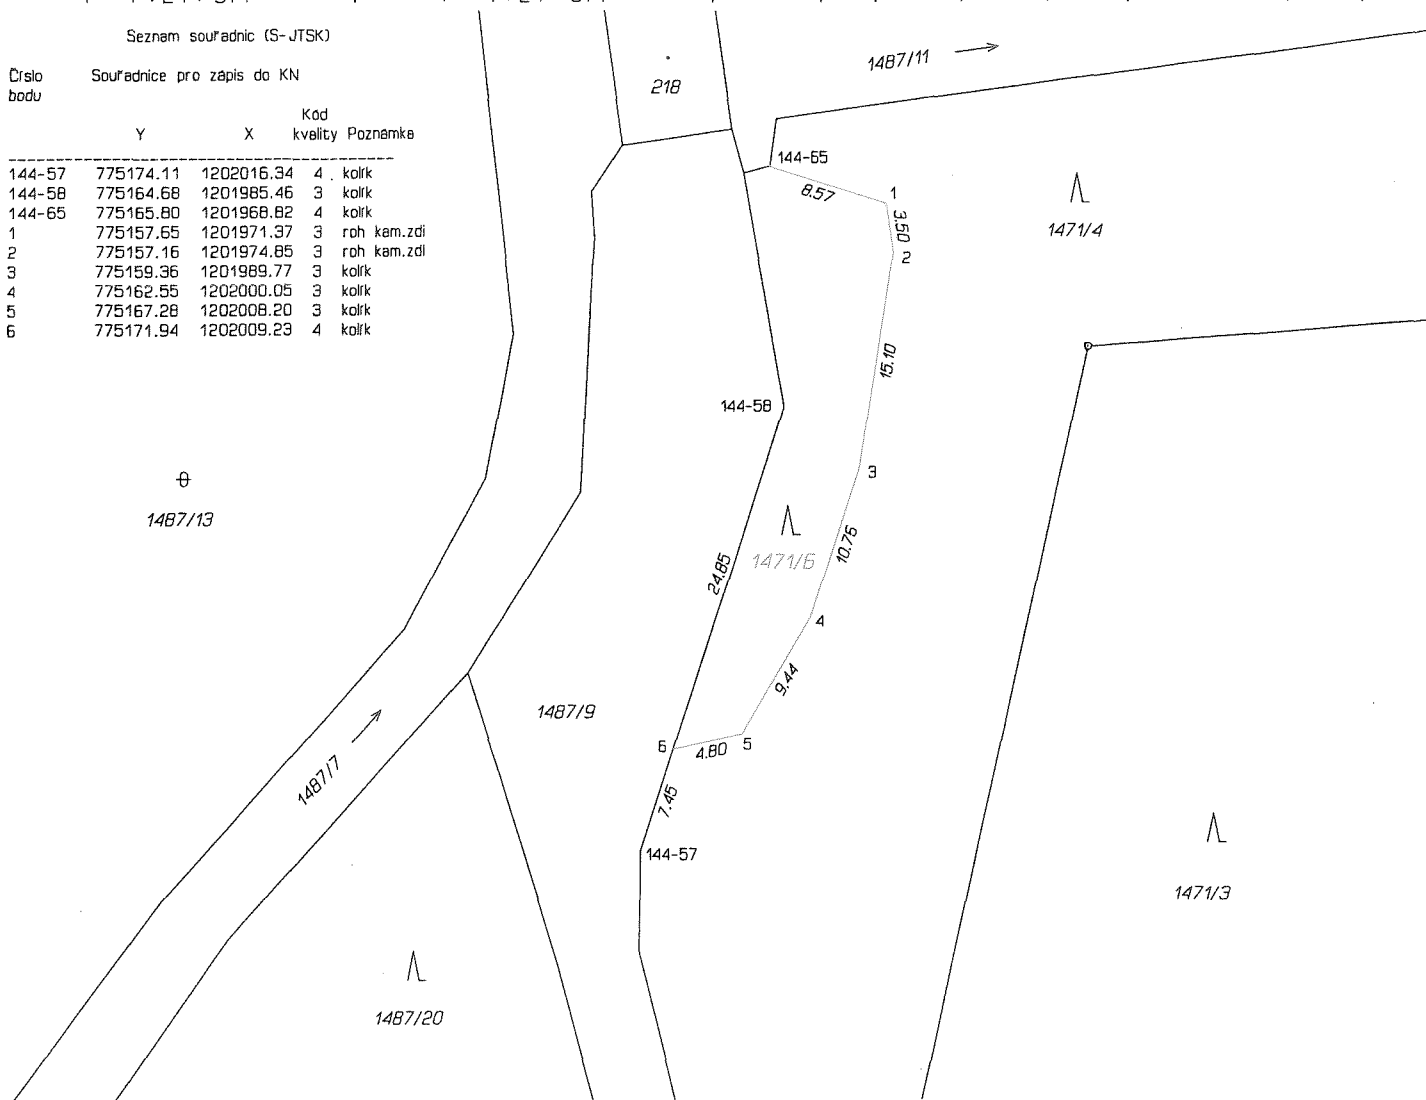 Seznam souřadnic (S-JTSK)
Číslo bodu
Souřadnice pro zápis do KN
Y X Kód kvality Poznámka
144-57 775174.11 1202016.34 4 kolík
144-58 775164.68 1201985.46 3 kolík
144-65 775165.80 1201968.82 4 kolík
1 775157.65 1201971.37 3 roh kam.zdi
2 775157.16 1201974.85 3 roh kam.zdi
3 775159.36 1201989.77 3 kolík
4 775162.55 1202000.05 3 kolík
5 775167.28 1202008.20 3 kolík
6 775171.94 1202009.23 4 kolík
1487/11
218
144-65
8.57
1
3.50
2
1471/4
15.10
144-58
3
1487/13
10.76
1471/6
24.85
4
9.44
1487/9
6
4.80
5
1487/7
7.45
144-57
1471/3
1487/20